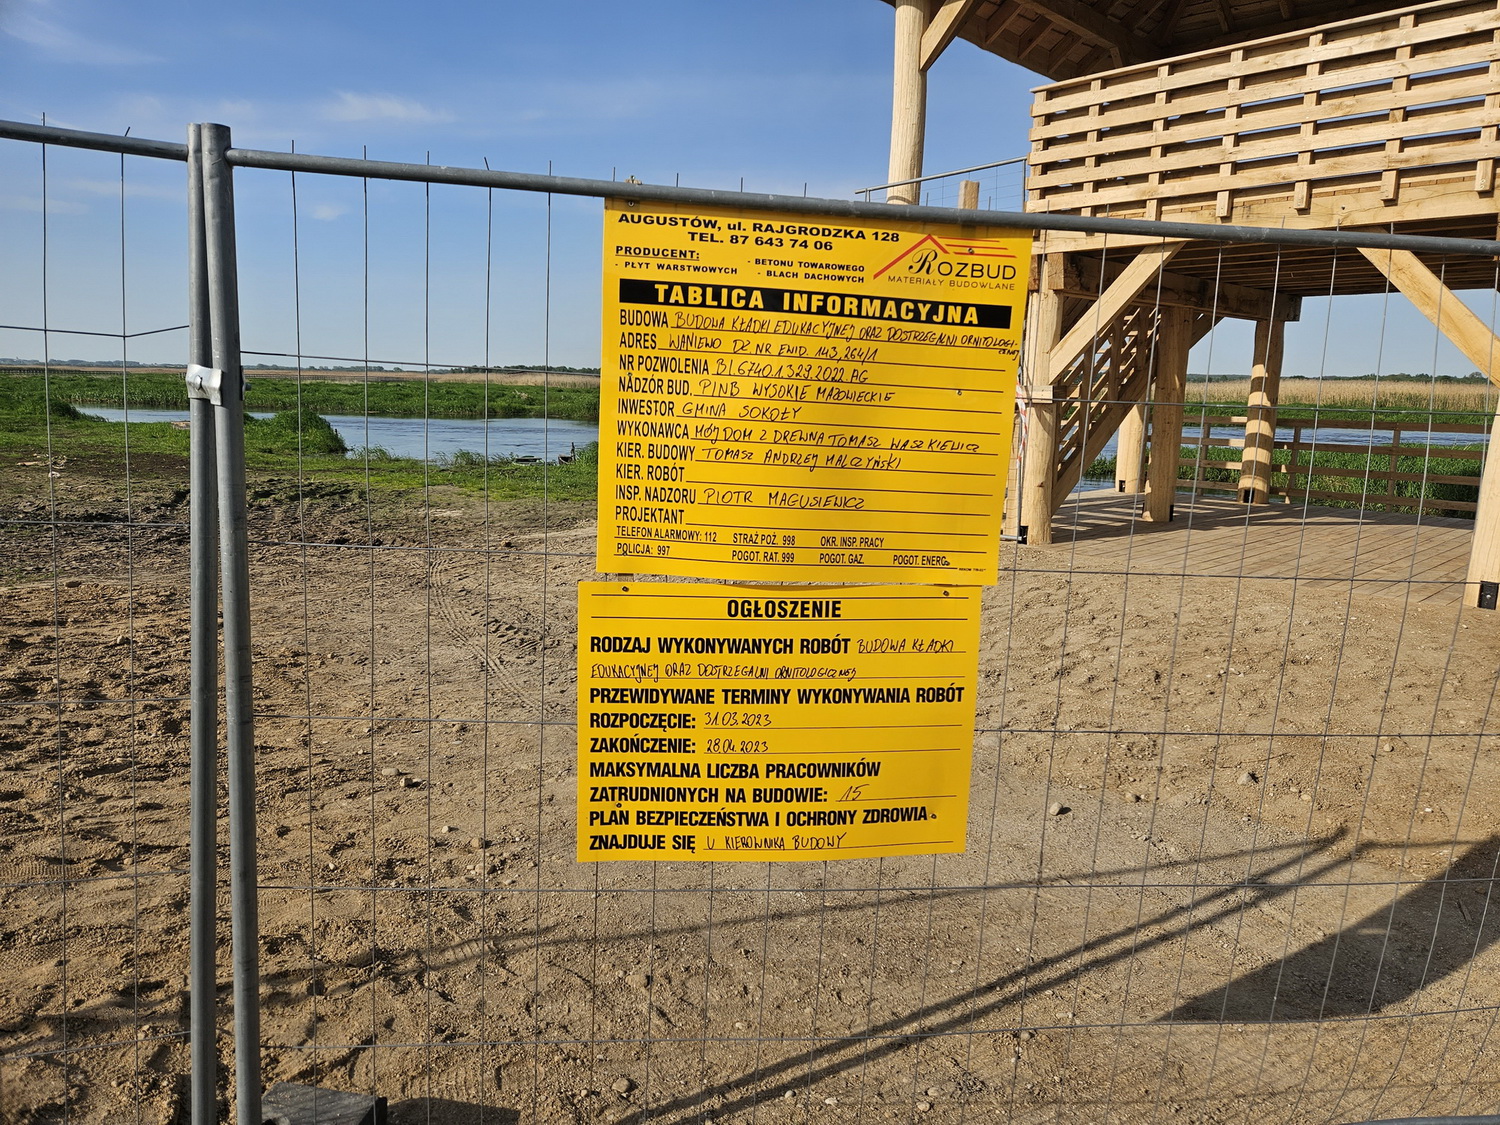 AUGUSTÓW, ul. RAJGRODZKA 128
TEL. 87 643 74 06
PRODUCENT:
- PŁYT WARSTWOWYCH
- BETONU TOWAROWEGO
- BLACH DACHOWYCH
ROZBUD
MATERIAŁY BUDOWLANE
TABLICA INFORMACYJNA
BUDOWA BUDOWA KŁADKI EDUKACYJNEJ ORAZ DOSTRZEGALNI ORNITOLOGI-
CZNEJ
ADRES WANIEWO DZ. NR EWID. 143, 264/1
NR POZWOLENIA BI.6740.1.329.2022.AG
NADZÓR BUD. PINB WYSOKIE MAZOWIECKIE
INWESTOR GMINA SOKOŁY
WYKONAWCA MÓJ DOM Z DREWNA TOMASZ WASZKIEWICZ
KIER. BUDOWY TOMASZ ANDRZEJ MALCZYŃSKI
KIER. ROBÓT
INSP. NADZORU PIOTR MAGUSIEWICZ
PROJEKTANT
TELEFON ALARMOWY: 112 STRAŻ POŻ. 998 OKR. INSP. PRACY
POLICJA: 997 POGOT. RAT. 999 POGOT. GAZ. POGOT. ENERG.
OGŁOSZENIE
RODZAJ WYKONYWANYCH ROBÓT BUDOWA KŁADKI
EDUKACYJNEJ ORAZ DOSTRZEGALNI ORNITOLOGICZNEJ
PRZEWIDYWANE TERMINY WYKONYWANIA ROBÓT
ROZPOCZĘCIE: 31.03.2023
ZAKOŃCZENIE: 28.04.2023
MAKSYMALNA LICZBA PRACOWNIKÓW
ZATRUDNIONYCH NA BUDOWIE: 15
PLAN BEZPIECZEŃSTWA I OCHRONY ZDROWIA
ZNAJDUJE SIĘ U KIEROWNIKA BUDOWY